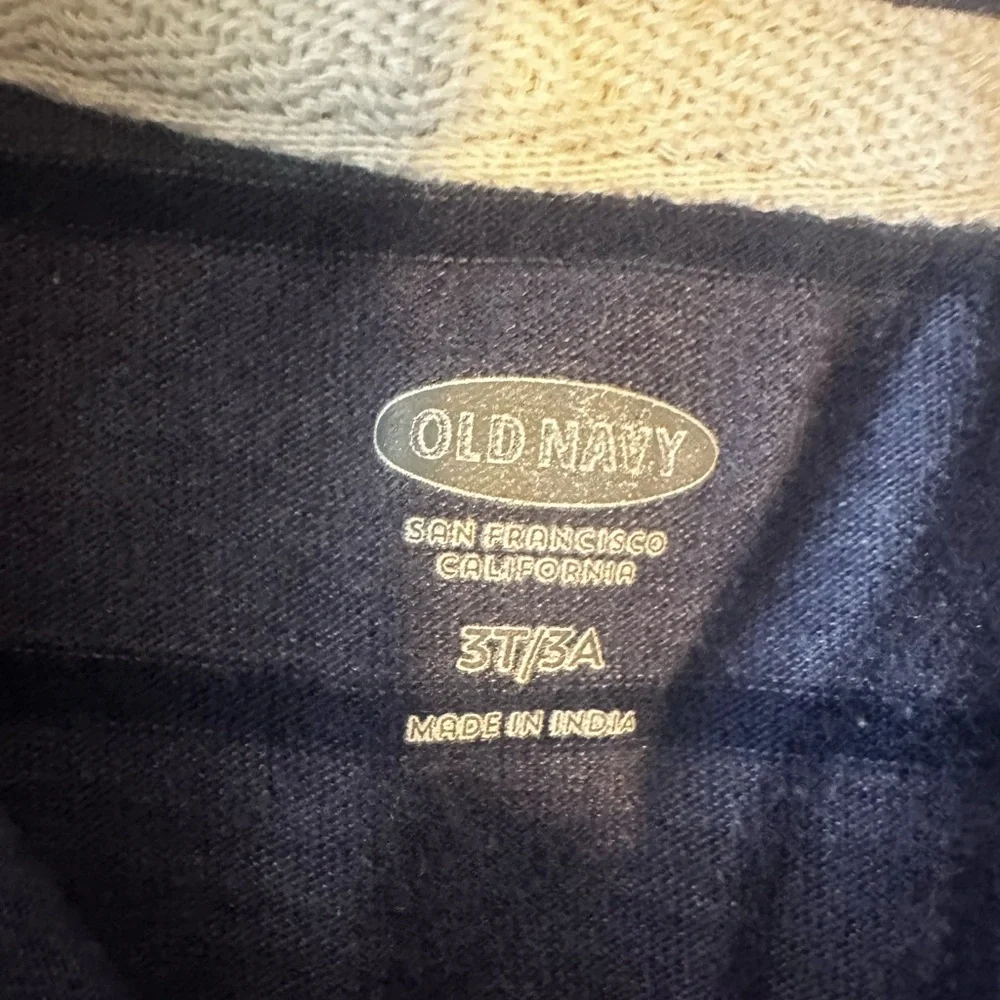 OLD NAVY
SAN FRANCISCO
CALIFORNIA
3T/3A
MADE IN INDIA